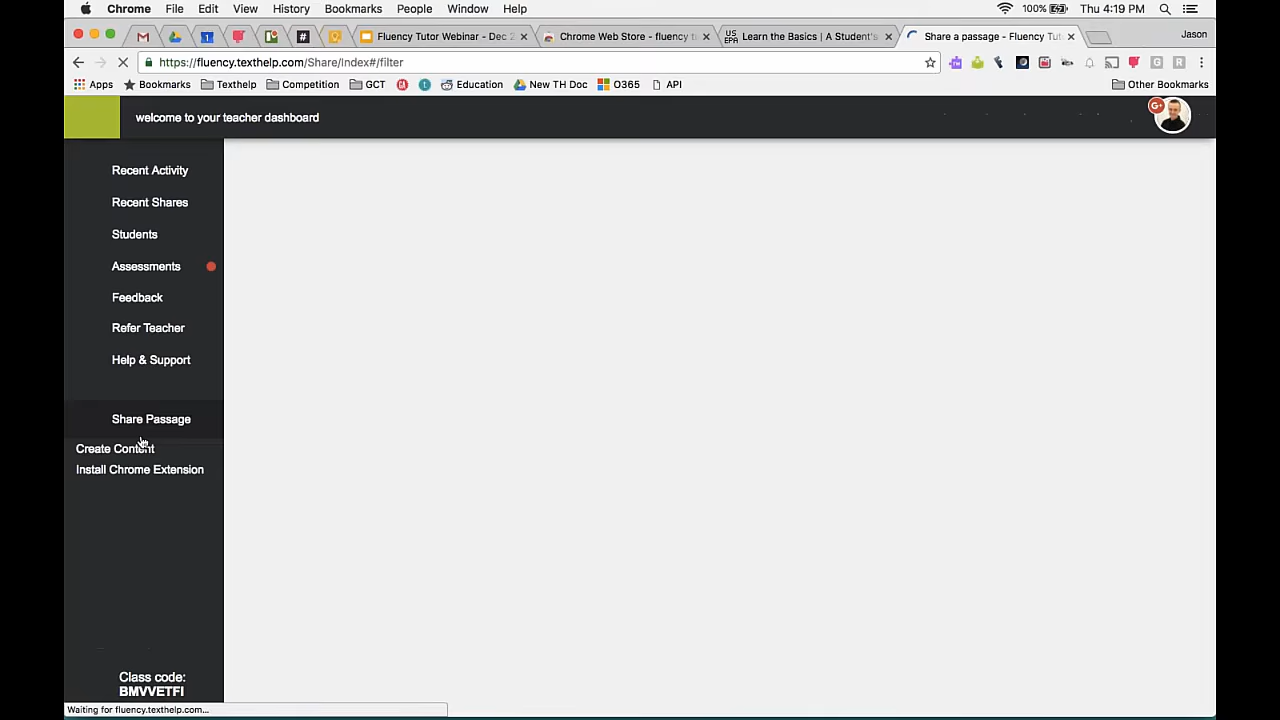 Chrome File Edit View History Bookmarks People Window Help 100% Thu 4:19 PM
1 # Fluency Tutor Webinar - Dec 2 Chrome Web Store - fluency t US EPA Learn the Basics | A Student's Share a passage - Fluency Tut Jason
https://fluency.texthelp.com/Share/Index#/filter
Apps Bookmarks Texthelp Competition GCT Education New TH Doc O365 API Other Bookmarks
welcome to your teacher dashboard G+
Recent Activity
Recent Shares
Students
Assessments
Feedback
Refer Teacher
Help & Support
Share Passage
Create Content
Install Chrome Extension
Class code:
BMVVETFI
Waiting for fluency.texthelp.com...